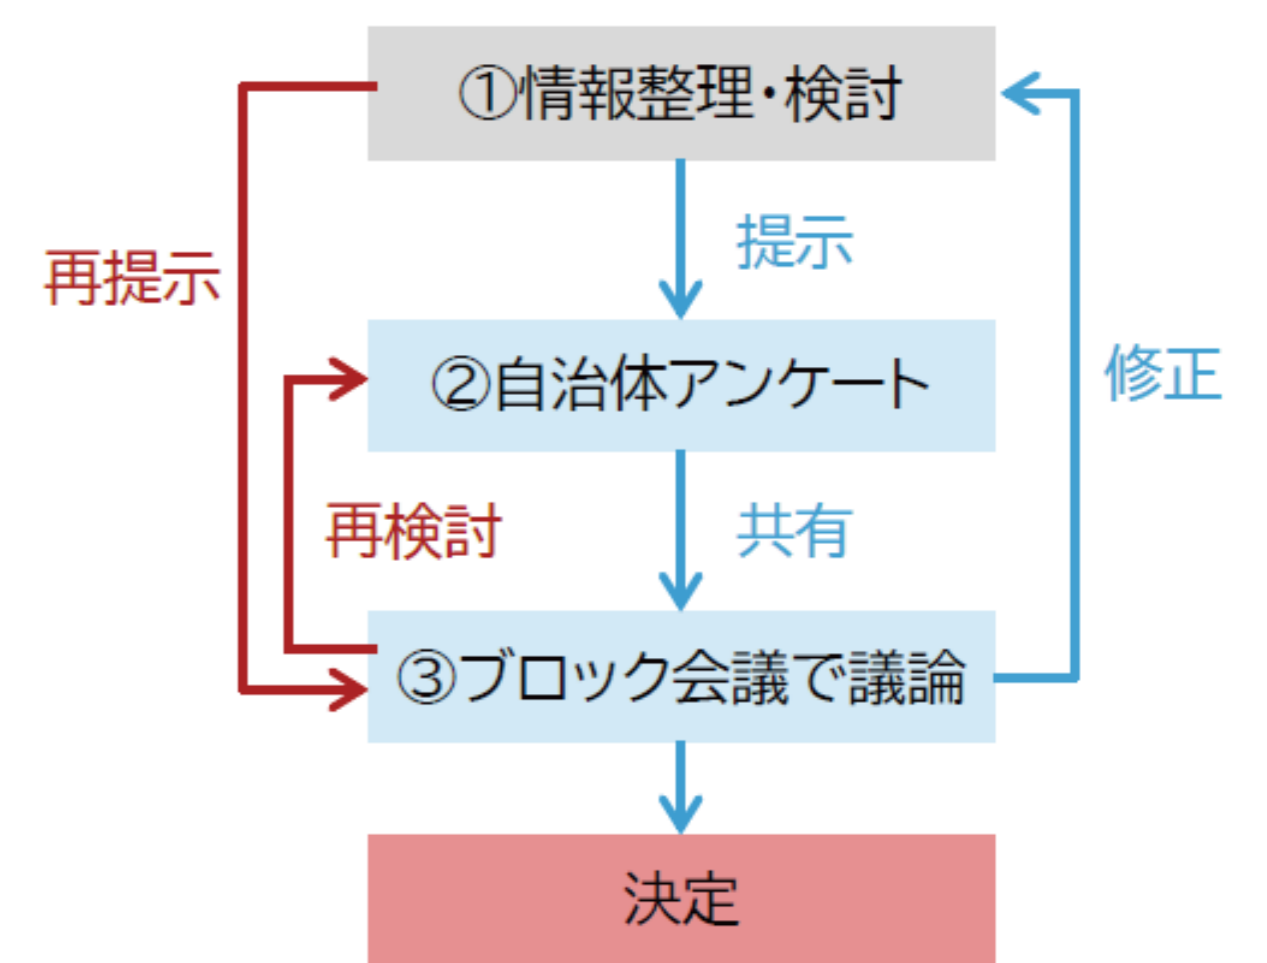 ①情報整理・検討
提示
再提示
②自治体アンケート
修正
再検討
共有
③ブロック会議で議論
決定